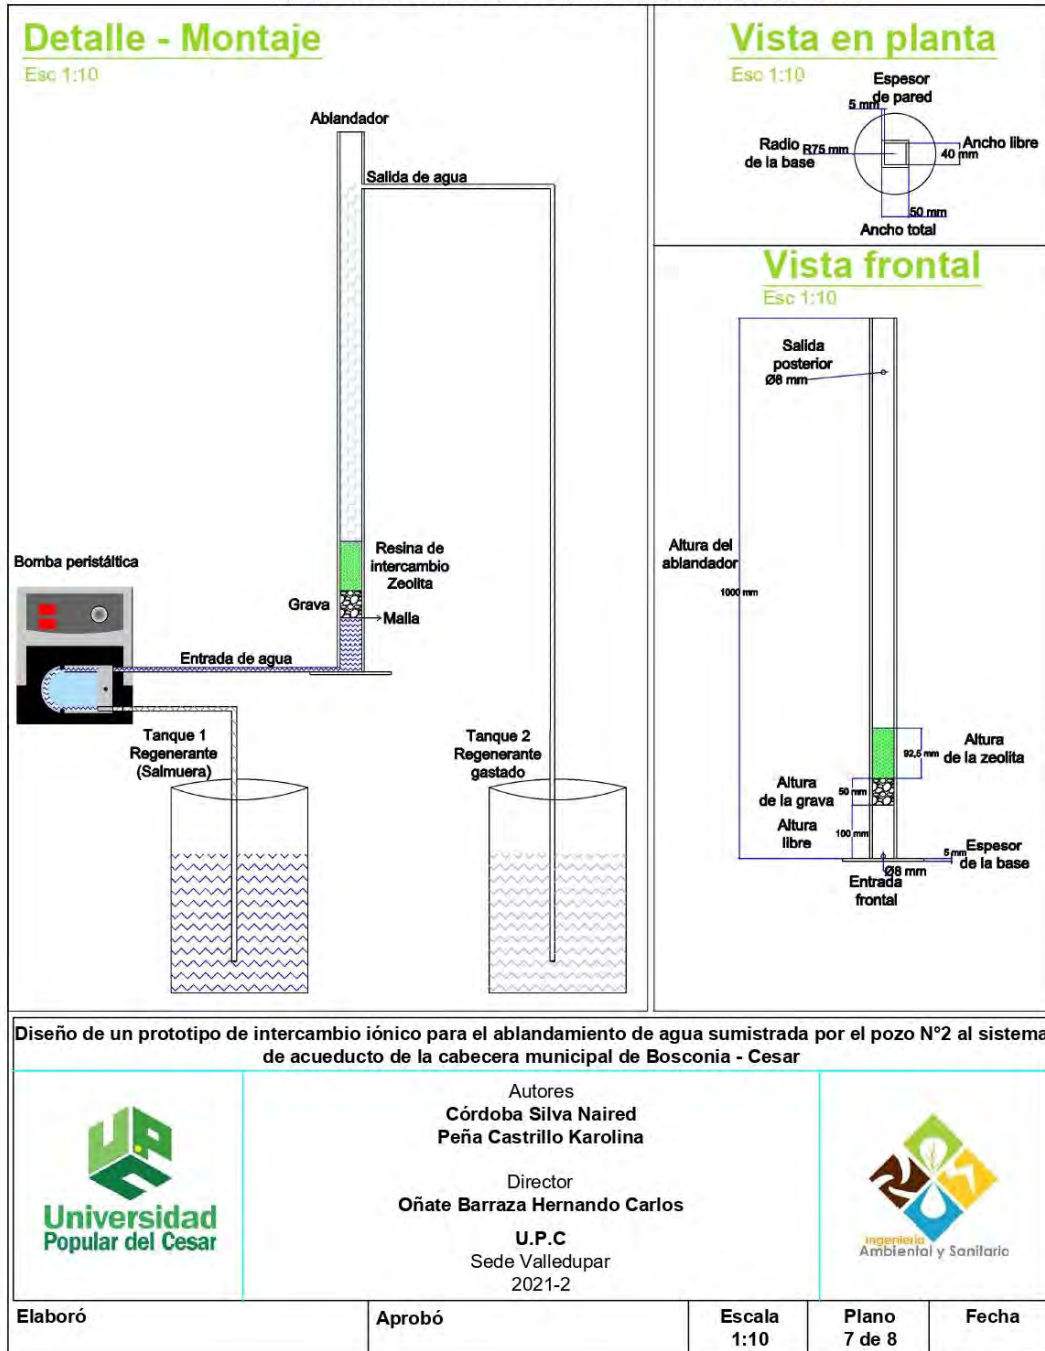 Detalle - Montaje
Esc 1:10
Ablandador
Salida de agua
Resina de
intercambio
Zeolita
Grava
Malla
Bomba peristáltica
Entrada de agua
Tanque 1
Regenerante
(Salmuera)
Tanque 2
Regenerante
gastado
Vista en planta
Esc 1:10
Espesor
de pared
5 mm
Radio
de la base
R75 mm
Ancho libre
40 mm
50 mm
Ancho total
Vista frontal
Esc 1:10
Salida
posterior
Ø8 mm
Altura del
ablandador
1000 mm
92,5 mm
Altura
de la zeolita
Altura
de la grava
50 mm
Altura
libre
100 mm
5 mm
Espesor
de la base
Ø8 mm
Entrada
frontal
Diseño de un prototipo de intercambio iónico para el ablandamiento de agua sumistrada por el pozo N°2 al sistema
de acueducto de la cabecera municipal de Bosconia - Cesar
UPC
Universidad
Popular del Cesar
Autores
Córdoba Silva Naired
Peña Castrillo Karolina
Director
Oñate Barraza Hernando Carlos
U.P.C
Sede Valledupar
2021-2
Ingeniería
Ambiental y Sanitaria
Elaboró
Aprobó
Escala
1:10
Plano
7 de 8
Fecha